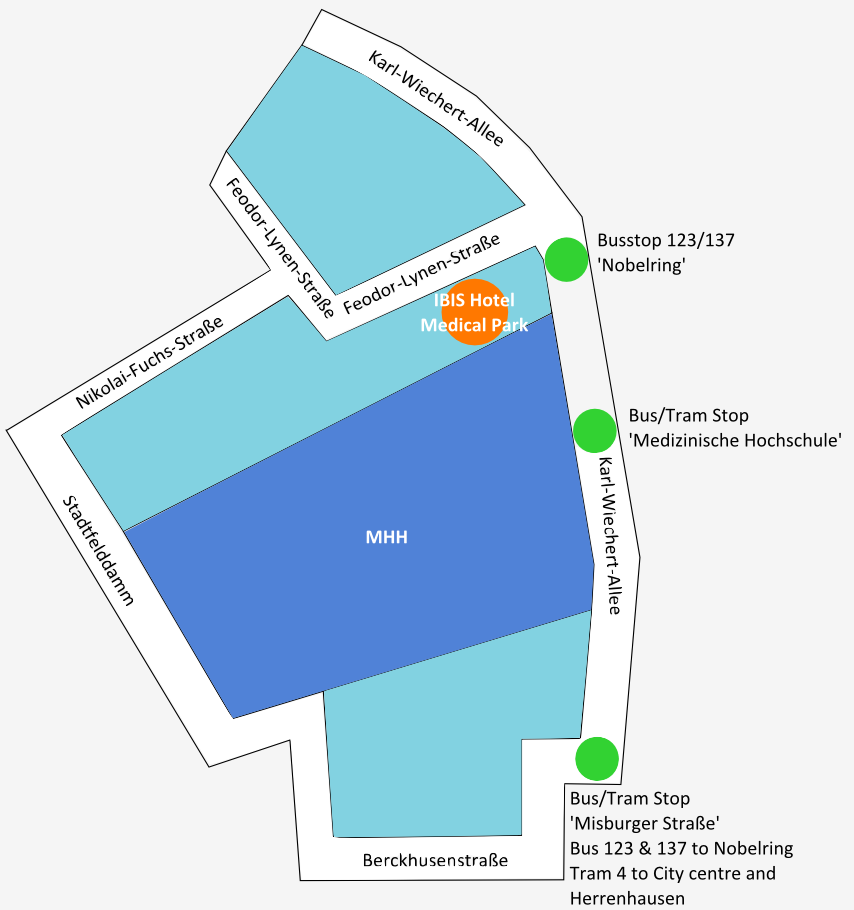 Karl-Wiechert-Allee
Feodor-Lynen-Straße
Feodor-Lynen-Straße
Busstop 123/137
'Nobelring'
IBIS Hotel
Medical Park
Nikolai-Fuchs-Straße
Bus/Tram Stop
'Medizinische Hochschule'
Karl-Wiechert-Allee
Stadtfelddamm
MHH
Bus/Tram Stop
'Misburger Straße'
Bus 123 & 137 to Nobelring
Tram 4 to City centre and
Herrenhausen
Berckhusenstraße